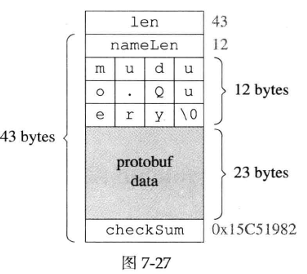 len 43
nameLen 12
m u d u
o . Q u
e r y \0
12 bytes
43 bytes
protobuf
data
23 bytes
checkSum 0x15C51982
图 7-27